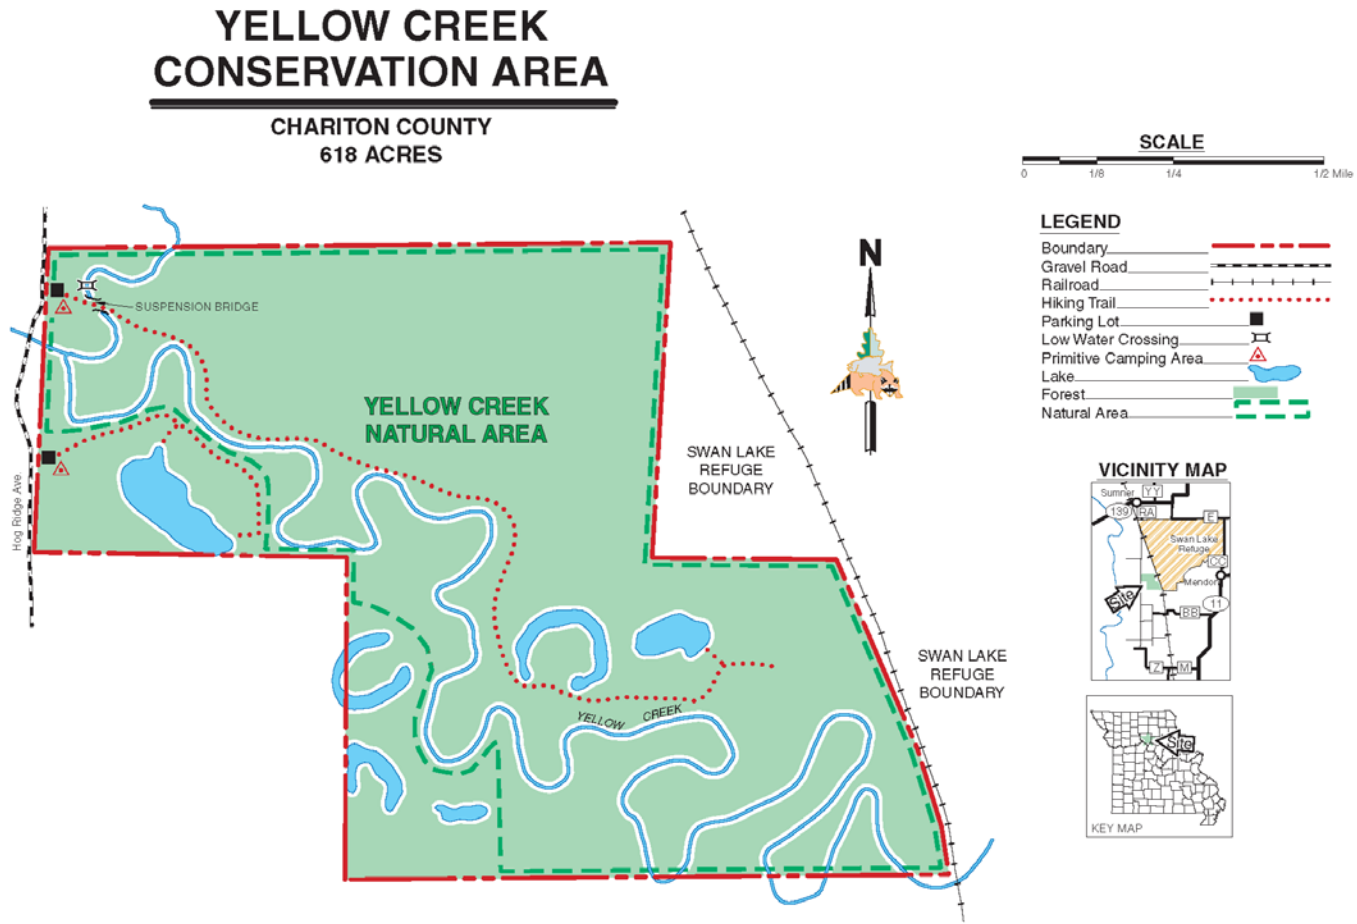 YELLOW CREEK
CONSERVATION AREA
CHARITON COUNTY
618 ACRES
SCALE
0 1/8 1/4 1/2 Mile
LEGEND
Boundary
Gravel Road
Railroad
Hiking Trail
Parking Lot
Low Water Crossing
Primitive Camping Area
Lake
Forest
Natural Area
N
SUSPENSION BRIDGE
YELLOW CREEK
NATURAL AREA
SWAN LAKE
REFUGE
BOUNDARY
Hog Ridge Ave.
SWAN LAKE
REFUGE
BOUNDARY
YELLOW CREEK
VICINITY MAP
Sumner
YY
139
RA
E
Swan Lake
Refuge
CC
Mendon
Site
11
BB
Z
M
Site
KEY MAP